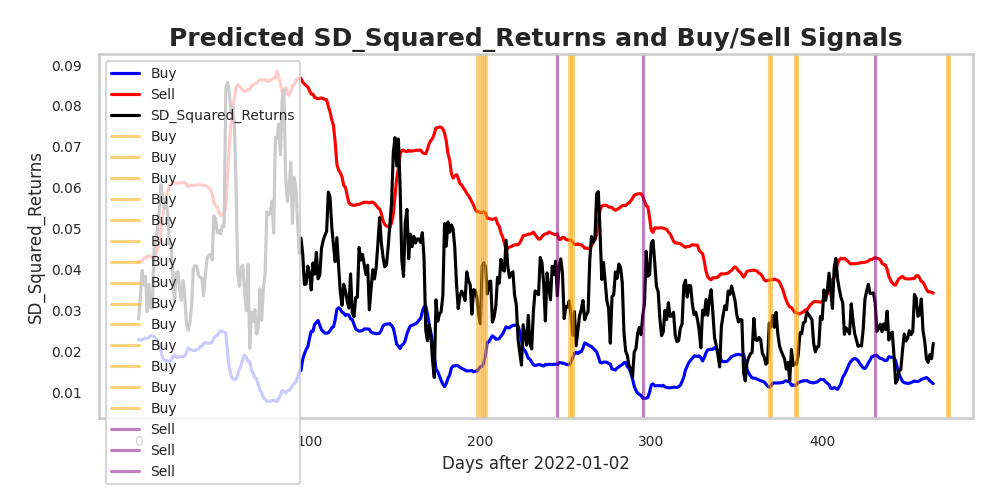 Predicted SD_Squared_Returns and Buy/Sell Signals
0.09
0.08
0.07
0.06
0.05
0.04
0.03
0.02
0.01
SD_Squared_Returns
Buy
Sell
SD_Squared_Returns
Buy
Buy
Buy
Buy
Buy
Buy
Buy
Buy
Buy
Buy
Buy
Buy
Buy
Buy
Sell
Sell
Sell
0
100
200
300
400
Days after 2022-01-02